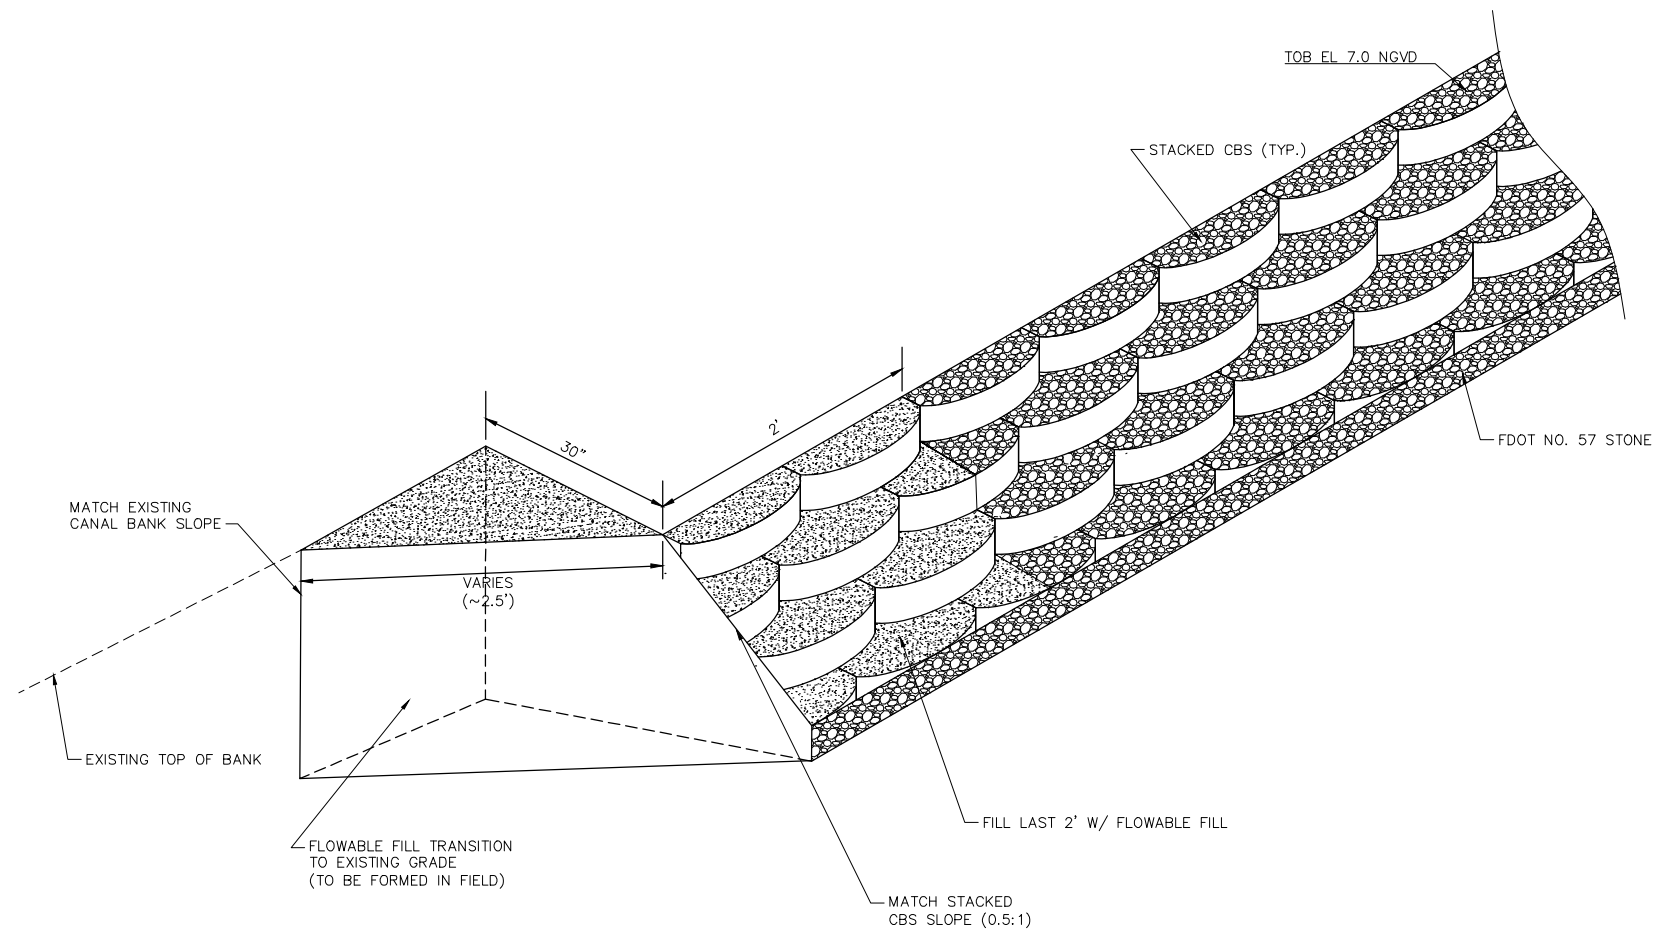 TOB EL 7.0 NGVD
STACKED CBS (TYP.)
2'
30"
FDOT NO. 57 STONE
MATCH EXISTING
CANAL BANK SLOPE
VARIES
(~2.5')
EXISTING TOP OF BANK
FILL LAST 2' W/ FLOWABLE FILL
FLOWABLE FILL TRANSITION
TO EXISTING GRADE
(TO BE FORMED IN FIELD)
MATCH STACKED
CBS SLOPE (0.5:1)